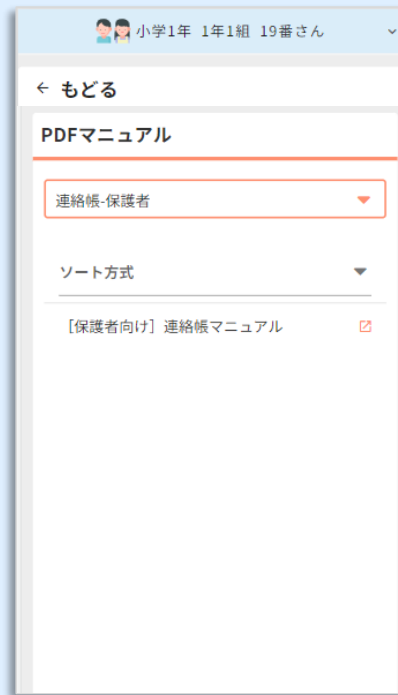 小学1年 1年1組 19番さん
← もどる
PDFマニュアル
連絡帳-保護者
ソート方式
［保護者向け］連絡帳マニュアル